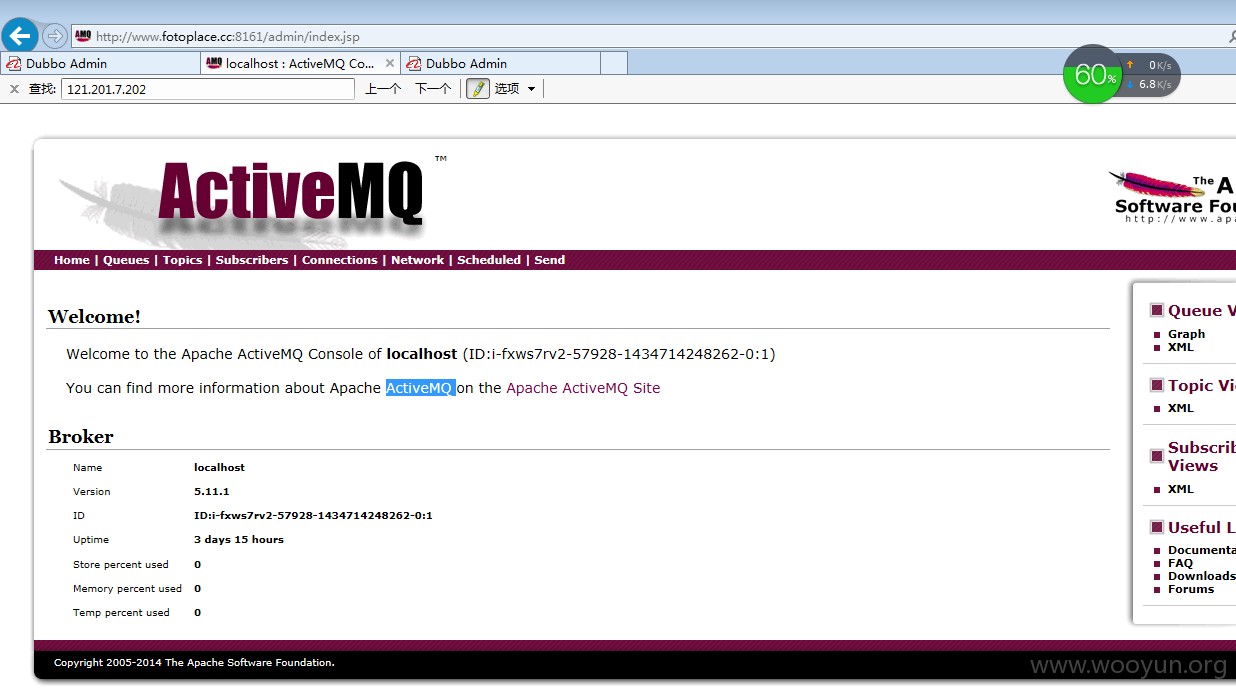 http://www.fotoplace.cc:8161/admin/index.jsp
Dubbo Admin
localhost : ActiveMQ Co...
Dubbo Admin
查找: 121.201.7.202 上一个 下一个 选项
60%
0K/s
6.8K/s
ActiveMQ™
The A
Software Fou
http://www.apa
Home | Queues | Topics | Subscribers | Connections | Network | Scheduled | Send
Welcome!
Welcome to the Apache ActiveMQ Console of localhost (ID:i-fxws7rv2-57928-1434714248262-0:1)
You can find more information about Apache ActiveMQ on the Apache ActiveMQ Site
Broker
Name localhost
Version 5.11.1
ID ID:i-fxws7rv2-57928-1434714248262-0:1
Uptime 3 days 15 hours
Store percent used 0
Memory percent used 0
Temp percent used 0
Queue V
Graph
XML
Topic Vi
XML
Subscrib
Views
XML
Useful L
Documenta
FAQ
Downloads
Forums
Copyright 2005-2014 The Apache Software Foundation.
www.wooyun.org